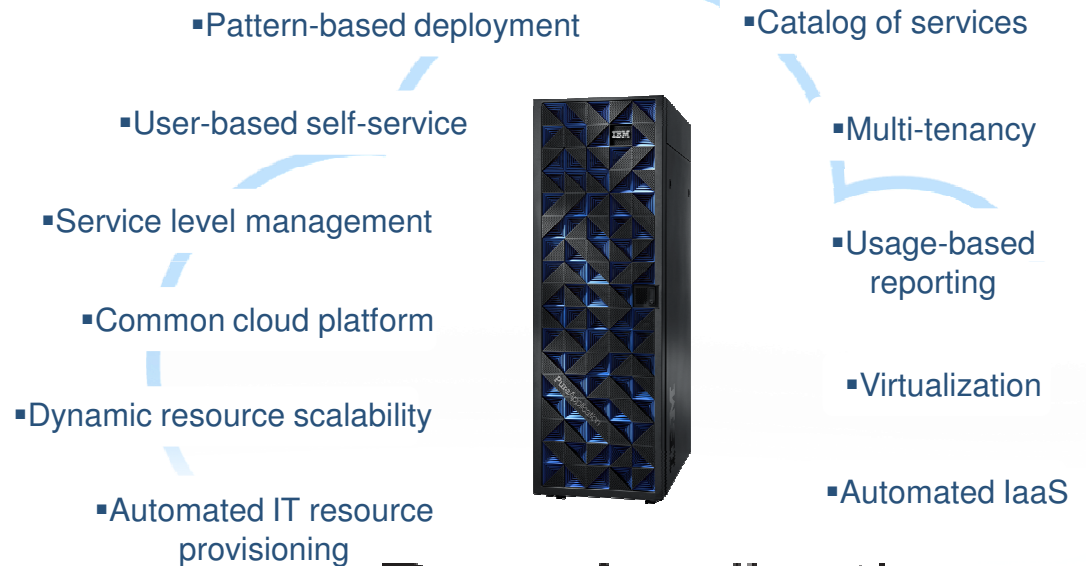 ▪Pattern-based deployment
▪Catalog of services
▪User-based self-service
▪Multi-tenancy
▪Service level management
▪Usage-based
reporting
▪Common cloud platform
▪Virtualization
▪Dynamic resource scalability
▪Automated IaaS
▪Automated IT resource
provisioning
IBM
PureApplication